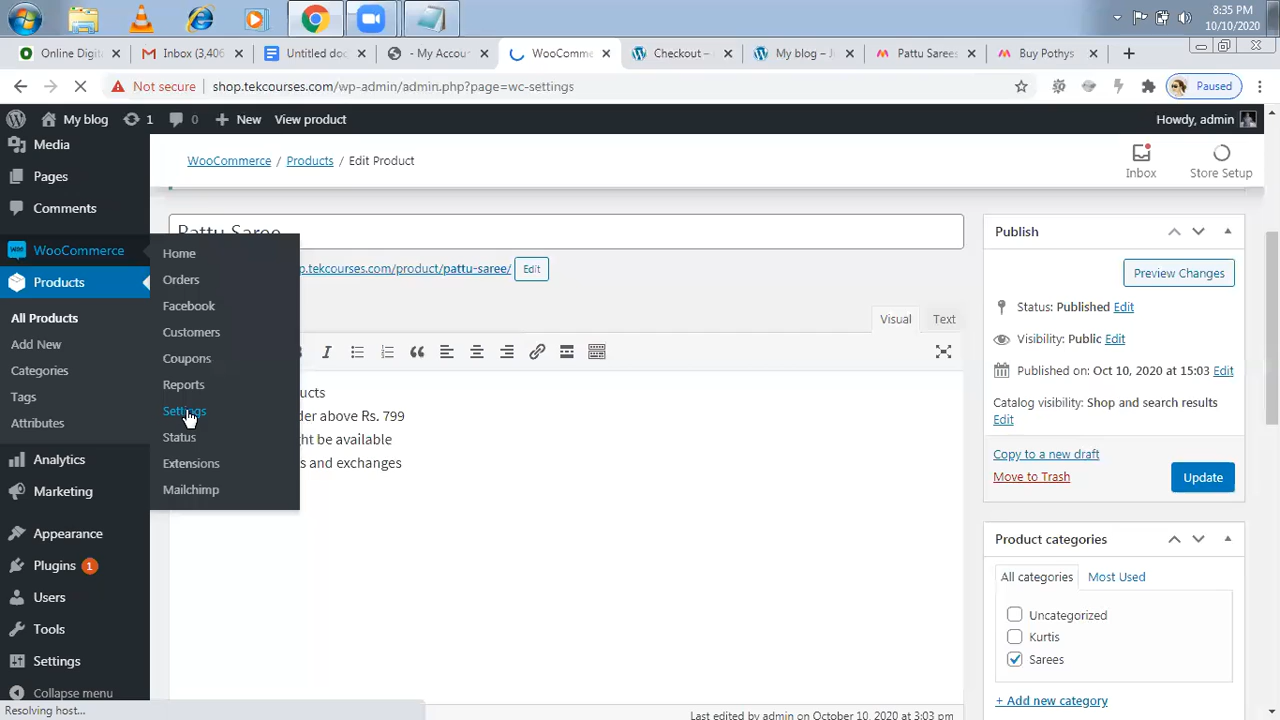 8:35 PM
10/10/2020
Online Digit
Inbox (3,406
Untitled doc
- My Accou
WooComme
Checkout
My blog – J
Pattu Sarees
Buy Pothys
Not secure
shop.tekcourses.com/wp-admin/admin.php?page=wc-settings
Paused
My blog
1
New
View product
Howdy, admin
Media
Pages
Comments
WooCommerce
Products
All Products
Add New
Categories
Tags
Attributes
Analytics
Marketing
Appearance
Plugins 1
Users
Tools
Settings
Collapse menu
Resolving host...
Home
Orders
Facebook
Customers
Coupons
Reports
Settings
Status
Extensions
Mailchimp
WooCommerce / Products / Edit Product
Inbox
Store Setup
Pattu Saree
p.tekcourses.com/product/pattu-saree/
Edit
Visual
Text
ucts
der above Rs. 799
ht be available
s and exchanges
Last edited by admin on October 10, 2020 at 3:03 pm
Publish
Preview Changes
Status: Published Edit
Visibility: Public Edit
Published on: Oct 10, 2020 at 15:03 Edit
Catalog visibility: Shop and search results
Edit
Copy to a new draft
Move to Trash
Update
Product categories
All categories
Most Used
Uncategorized
Kurtis
Sarees
+ Add new category